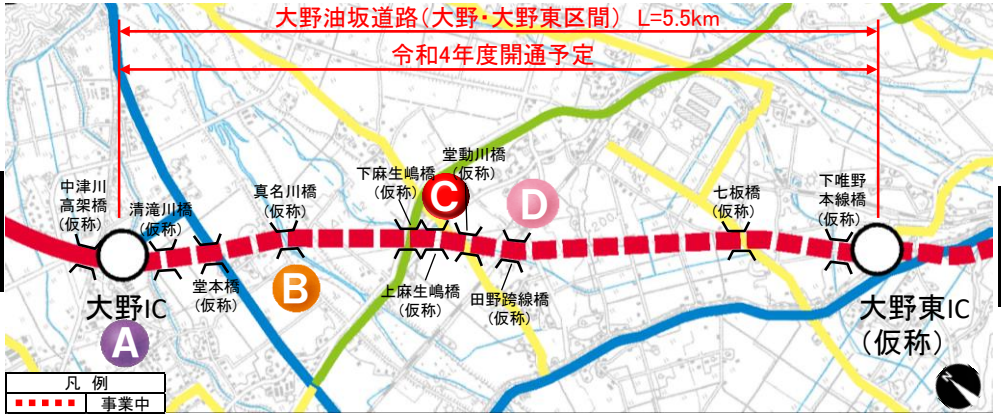 大野油坂道路（大野・大野東区間） L=5.5km
令和4年度開通予定
中津川
高架橋
（仮称）
清滝川橋
（仮称）
堂本橋
（仮称）
真名川橋
（仮称）
下麻生嶋橋
（仮称）
堂動川橋
（仮称）
上麻生嶋橋
（仮称）
田野跨線橋
（仮称）
七板橋
（仮称）
下唯野
本線橋
（仮称）
大野IC
大野東IC
（仮称）
A
B
C
D
凡 例
事業中
N